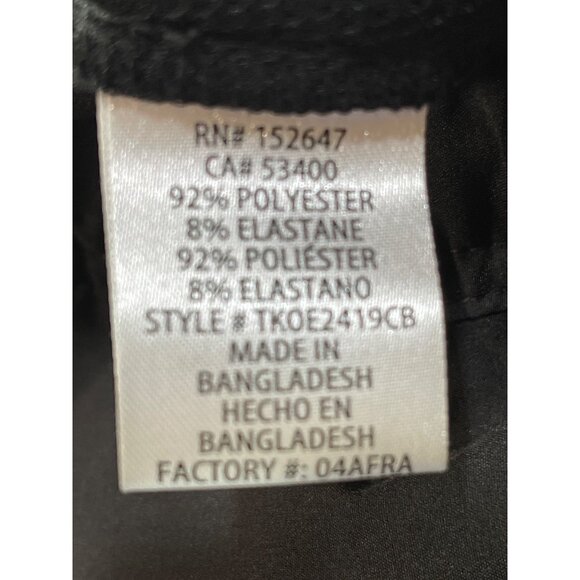 RN# 152647
CA# 53400
92% POLYESTER
8% ELASTANE
92% POLIÉSTER
8% ELASTANO
STYLE # TKOE2419CB
MADE IN
BANGLADESH
HECHO EN
BANGLADESH
FACTORY #: 04AFRA